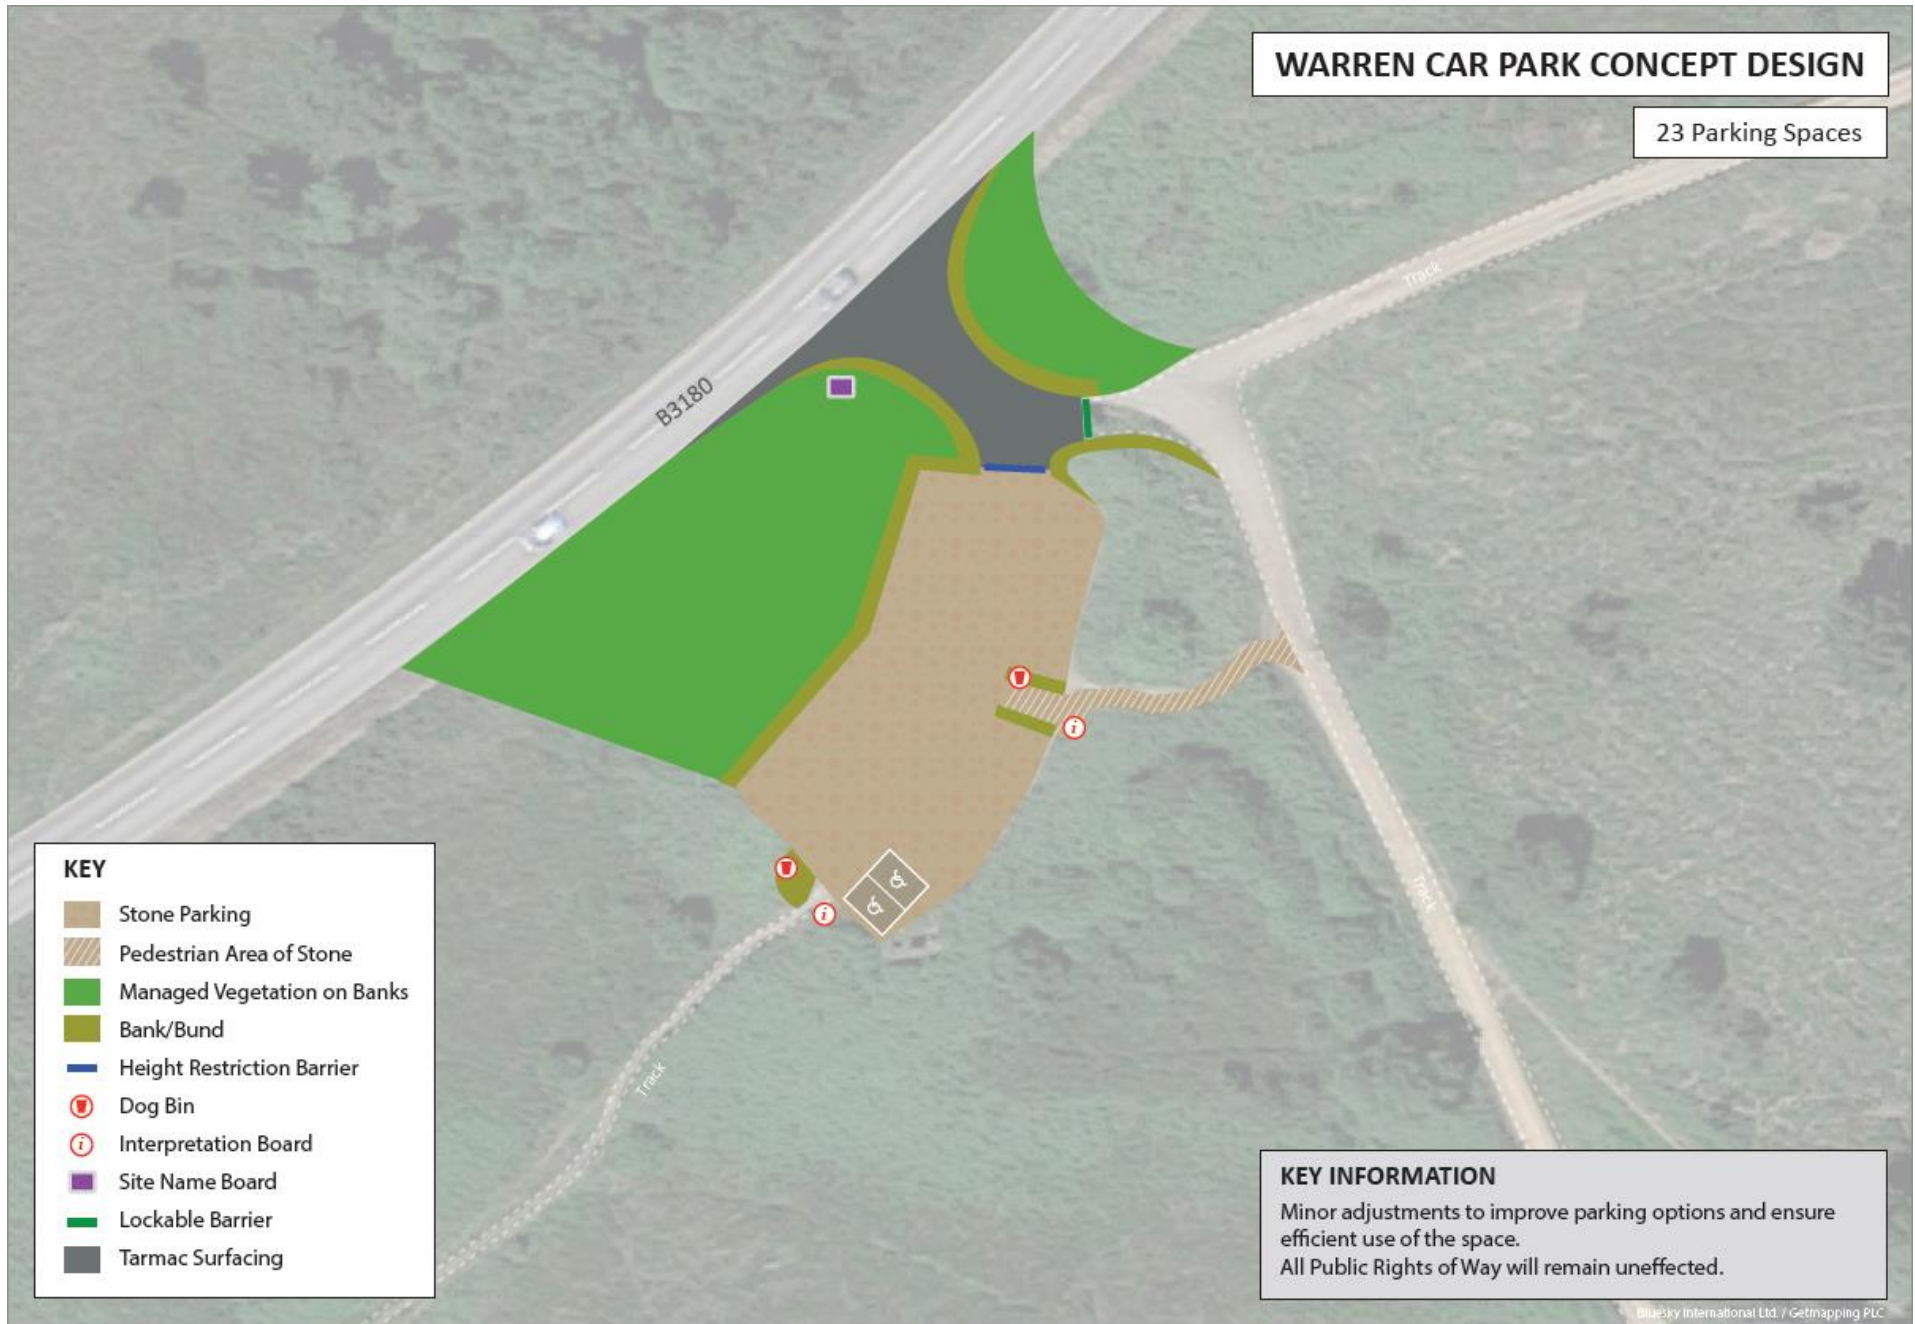 WARREN CAR PARK CONCEPT DESIGN
23 Parking Spaces
Track
B3180
Track
Track
KEY
Stone Parking
Pedestrian Area of Stone
Managed Vegetation on Banks
Bank/Bund
Height Restriction Barrier
Dog Bin
Interpretation Board
Site Name Board
Lockable Barrier
Tarmac Surfacing
KEY INFORMATION
Minor adjustments to improve parking options and ensure
efficient use of the space.
All Public Rights of Way will remain uneffected.
Bluesky International Ltd. / Getmapping PLC